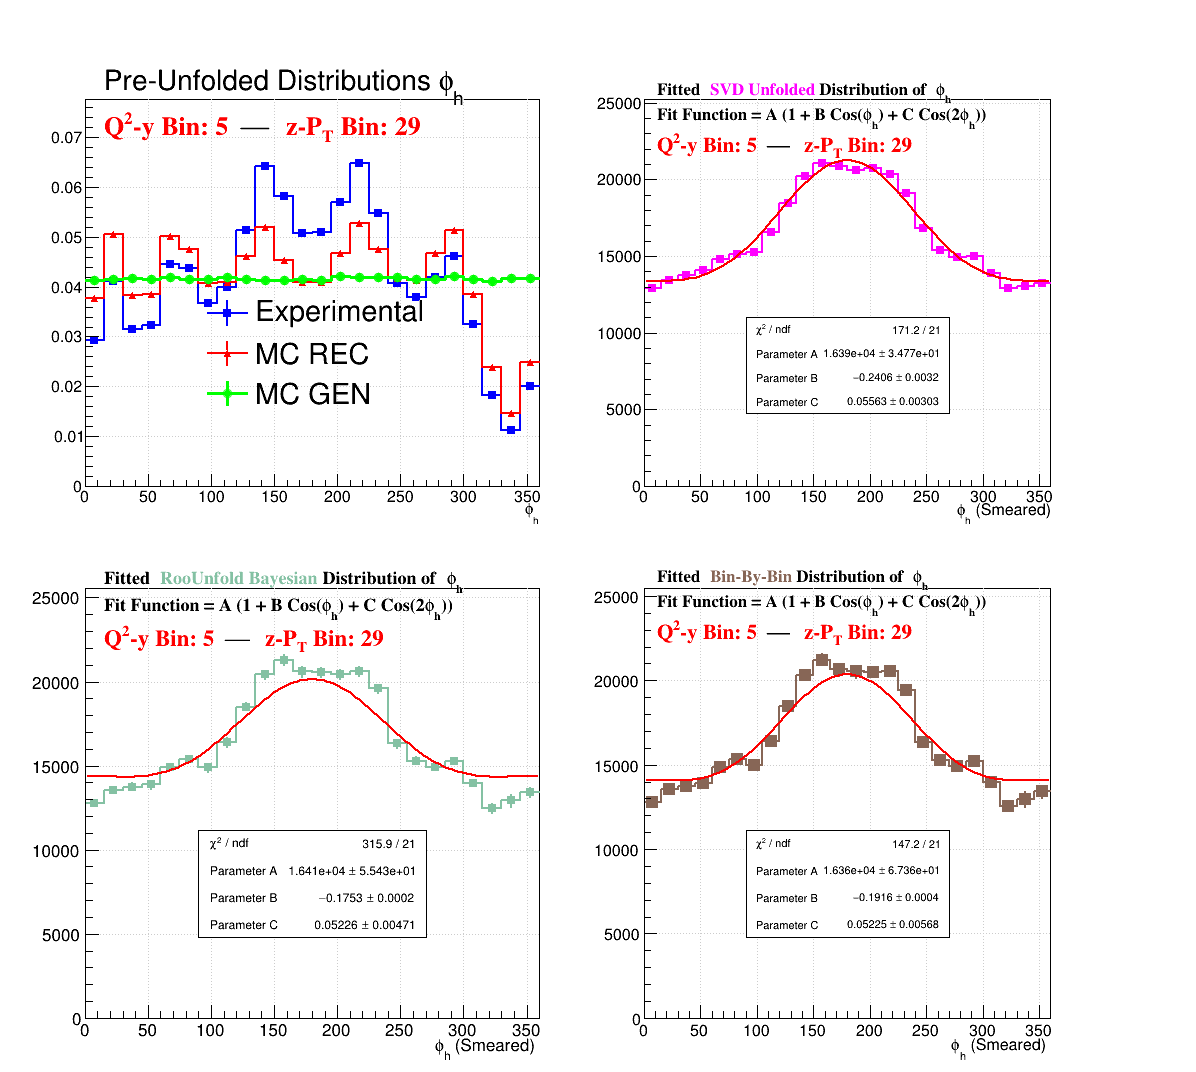 Pre-Unfolded Distributions ϕh
Q²-y Bin: 5 — z-PT Bin: 29
0.07
0.06
0.05
0.04
0.03
0.02
0.01
0
Experimental
MC REC
MC GEN
0 50 100 150 200 250 300 350
ϕh
Fitted SVD Unfolded Distribution of ϕh
Fit Function = A (1 + B Cos(ϕh) + C Cos(2ϕh))
Q²-y Bin: 5 — z-PT Bin: 29
25000
20000
15000
10000
5000
0
χ² / ndf 171.2 / 21
Parameter A 1.639e+04 ± 3.477e+01
Parameter B −0.2406 ± 0.0032
Parameter C 0.05563 ± 0.00303
0 50 100 150 200 250 300 350
ϕh (Smeared)
Fitted RooUnfold Bayesian Distribution of ϕh
Fit Function = A (1 + B Cos(ϕh) + C Cos(2ϕh))
Q²-y Bin: 5 — z-PT Bin: 29
25000
20000
15000
10000
5000
0
χ² / ndf 315.9 / 21
Parameter A 1.641e+04 ± 5.543e+01
Parameter B −0.1753 ± 0.0002
Parameter C 0.05226 ± 0.00471
0 50 100 150 200 250 300 350
ϕh (Smeared)
Fitted Bin-By-Bin Distribution of ϕh
Fit Function = A (1 + B Cos(ϕh) + C Cos(2ϕh))
Q²-y Bin: 5 — z-PT Bin: 29
25000
20000
15000
10000
5000
0
χ² / ndf 147.2 / 21
Parameter A 1.636e+04 ± 6.736e+01
Parameter B −0.1916 ± 0.0004
Parameter C 0.05225 ± 0.00568
0 50 100 150 200 250 300 350
ϕh (Smeared)